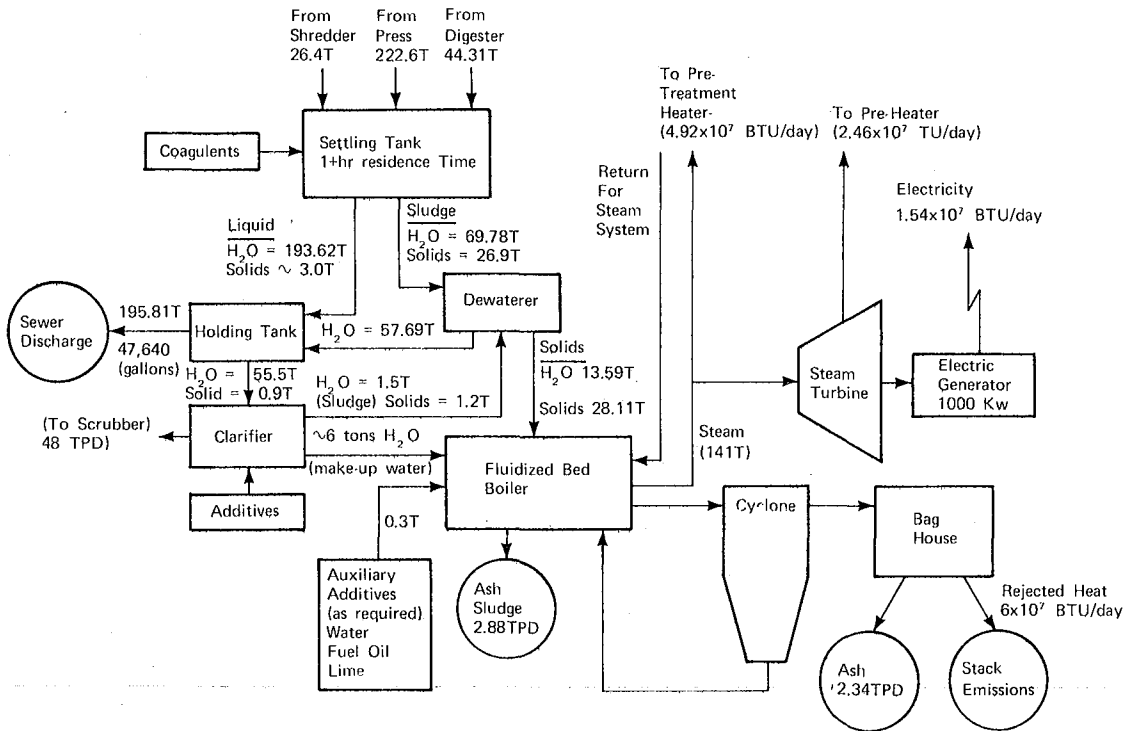 From
Shredder
26.4T
From
Press
222.6T
From
Digester
44.31T
Coagulents
Settling Tank
1+hr residence Time
To Pre-
Treatment
Heater-
(4.92x10⁷ BTU/day)
To Pre-Heater
(2.46x10⁷ TU/day)
Return
For
Steam
System
Electricity
1.54x10⁷ BTU/day
Liquid
H₂O = 193.62T
Solids ~ 3.0T
Sludge
H₂O = 69.78T
Solids = 26.9T
Dewaterer
Sewer
Discharge
195.81T
47,640
(gallons)
Holding Tank
H₂O = 57.69T
Solids
H₂O 13.59T
Solids 28.11T
H₂O = 55.5T
Solid = 0.9T
H₂O = 1.5T
(Sludge) Solids = 1.2T
Steam
Turbine
Electric
Generator
1000 Kw
(To Scrubber)
48 TPD)
Clarifier
~6 tons H₂O
(make-up water)
Additives
Fluidized Bed
Boiler
Steam
(141T)
Cyclone
Bag
House
0.3T
Auxiliary
Additives
(as required)
Water
Fuel Oil
Lime
Ash
Sludge
2.88TPD
Rejected Heat
6x10⁷ BTU/day
Ash
2.34TPD
Stack
Emissions